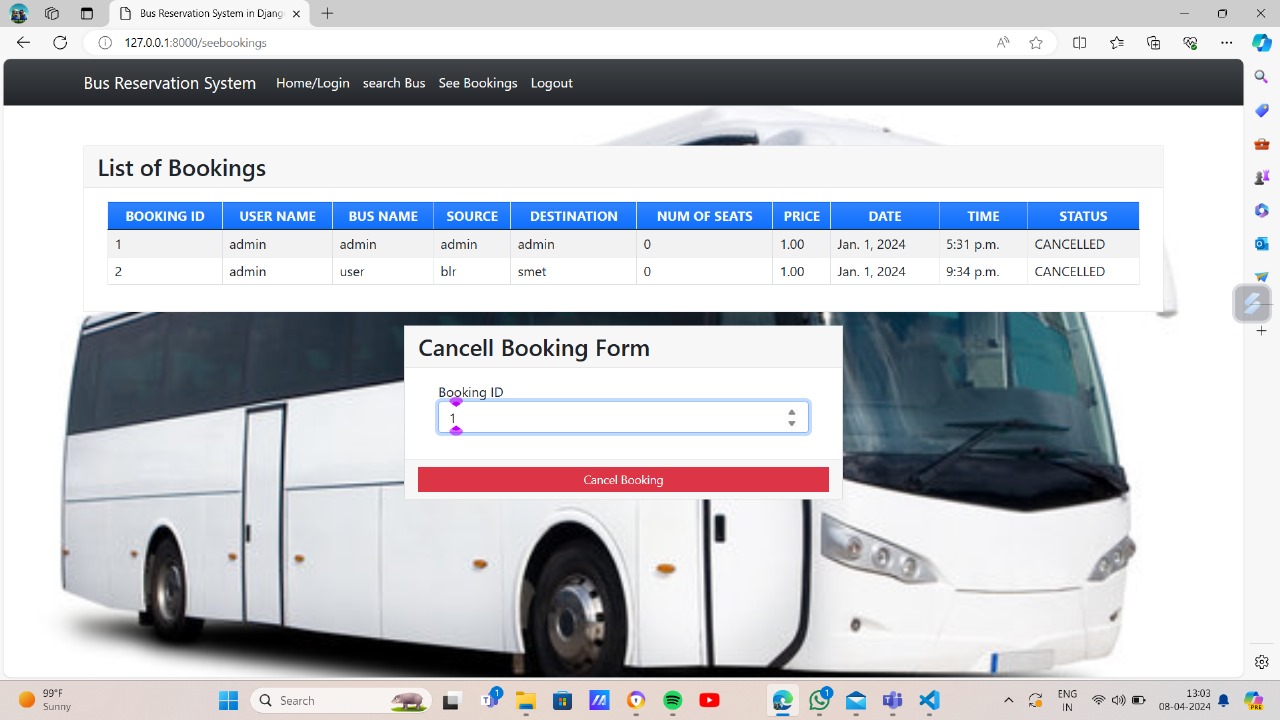 Bus Reservation System in Djang
127.0.0.1:8000/seebookings
Bus Reservation System Home/Login search Bus See Bookings Logout
List of Bookings
BOOKING ID USER NAME BUS NAME SOURCE DESTINATION NUM OF SEATS PRICE DATE TIME STATUS
1 admin admin admin admin 0 1.00 Jan. 1, 2024 5:31 p.m. CANCELLED
2 admin user blr smet 0 1.00 Jan. 1, 2024 9:34 p.m. CANCELLED
Cancell Booking Form
Booking ID
1
Cancel Booking
99°F
Sunny
Search
1
1
ENG
IN
13:03
08-04-2024
PRE